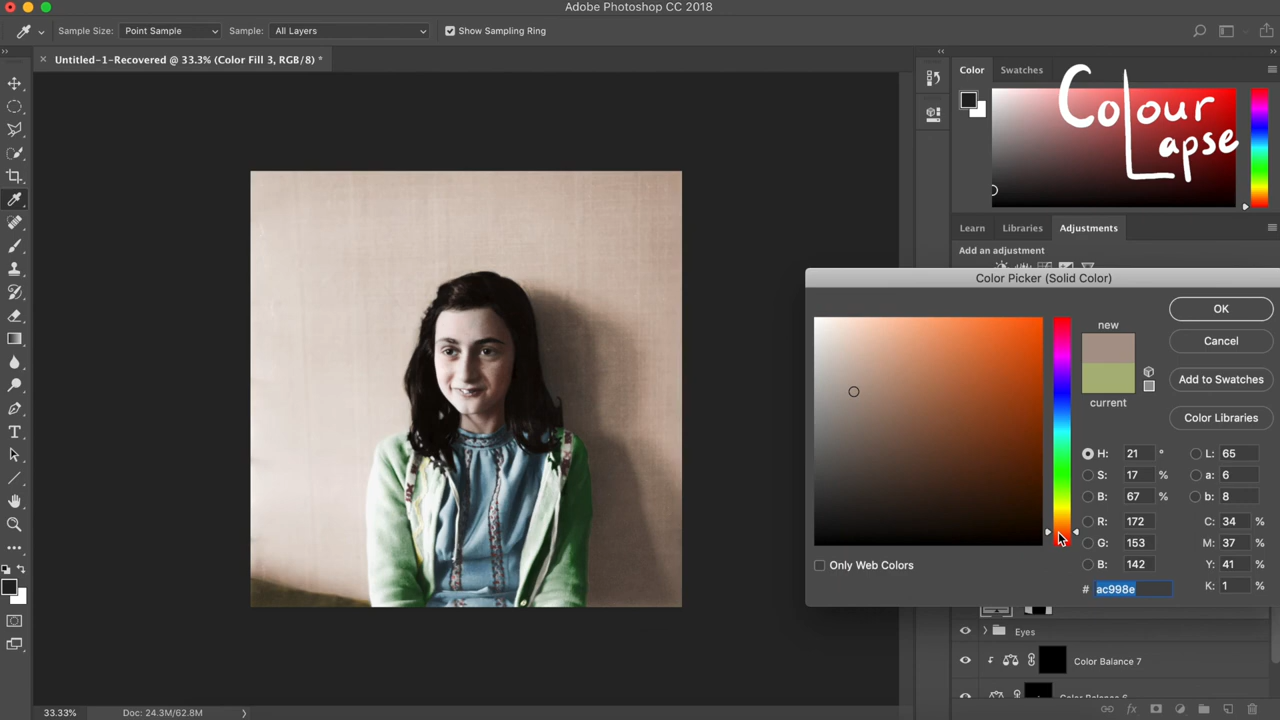 Adobe Photoshop CC 2018
Sample Size: Point Sample Sample: All Layers Show Sampling Ring
Untitled-1-Recovered @ 33.3% (Color Fill 3, RGB/8) *
Color Swatches
Colour
Lapse
Learn Libraries Adjustments
Add an adjustment
Color Picker (Solid Color)
new
current
OK
Cancel
Add to Swatches
Color Libraries
H: 21 ° L: 65
S: 17 % a: 6
B: 67 % b: 8
R: 172 C: 34 %
G: 153 M: 37 %
B: 142 Y: 41 %
# ac998e K: 1 %
Only Web Colors
Eyes
Color Balance 7
Color Balance 6
33.33% Doc: 24.3M/62.8M